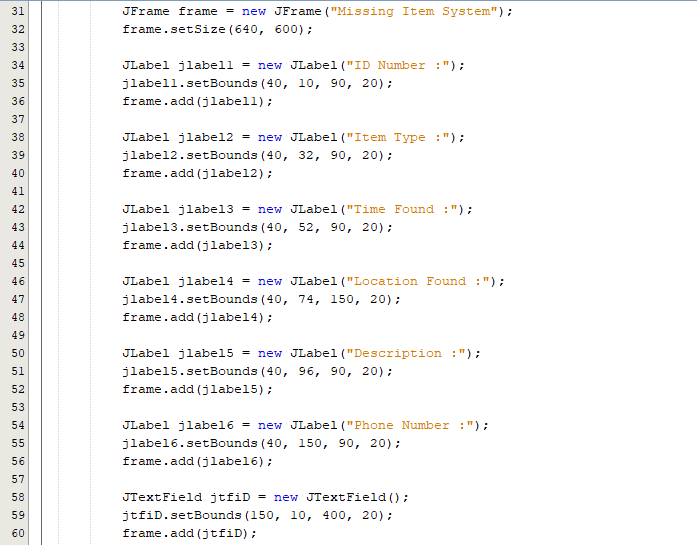 31 JFrame frame = new JFrame("Missing Item System");
32 frame.setSize(640, 600);
33
34 JLabel jlabel1 = new JLabel("ID Number :");
35 jlabel1.setBounds(40, 10, 90, 20);
36 frame.add(jlabel1);
37
38 JLabel jlabel2 = new JLabel("Item Type :");
39 jlabel2.setBounds(40, 32, 90, 20);
40 frame.add(jlabel2);
41
42 JLabel jlabel3 = new JLabel("Time Found :");
43 jlabel3.setBounds(40, 52, 90, 20);
44 frame.add(jlabel3);
45
46 JLabel jlabel4 = new JLabel("Location Found :");
47 jlabel4.setBounds(40, 74, 150, 20);
48 frame.add(jlabel4);
49
50 JLabel jlabel5 = new JLabel("Description :");
51 jlabel5.setBounds(40, 96, 90, 20);
52 frame.add(jlabel5);
53
54 JLabel jlabel6 = new JLabel("Phone Number :");
55 jlabel6.setBounds(40, 150, 90, 20);
56 frame.add(jlabel6);
57
58 JTextField jtfiD = new JTextField();
59 jtfiD.setBounds(150, 10, 400, 20);
60 frame.add(jtfiD);